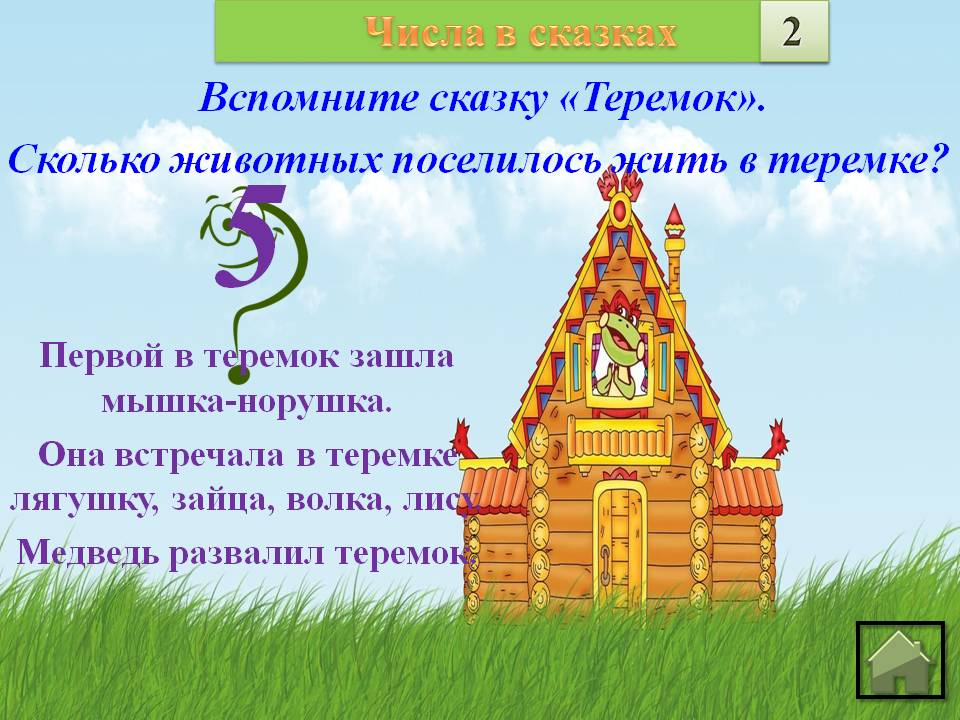 Числа в сказках
2
Вспомните сказку «Теремок».
Сколько животных поселилось жить в теремке?
5
Первой в теремок зашла
мышка-норушка.
Она встречала в теремке
лягушку, зайца, волка, лису.
Медведь развалил теремок.